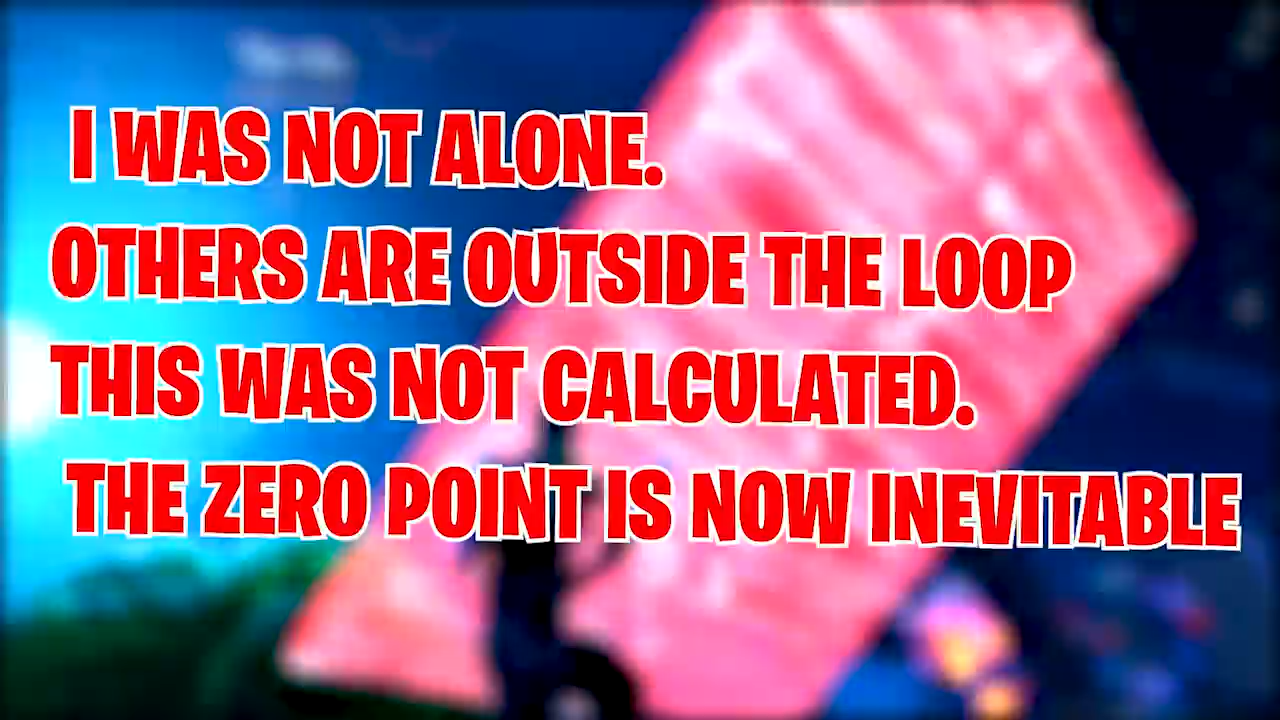 I WAS NOT ALONE.
OTHERS ARE OUTSIDE THE LOOP
THIS WAS NOT CALCULATED.
THE ZERO POINT IS NOW INEVITABLE